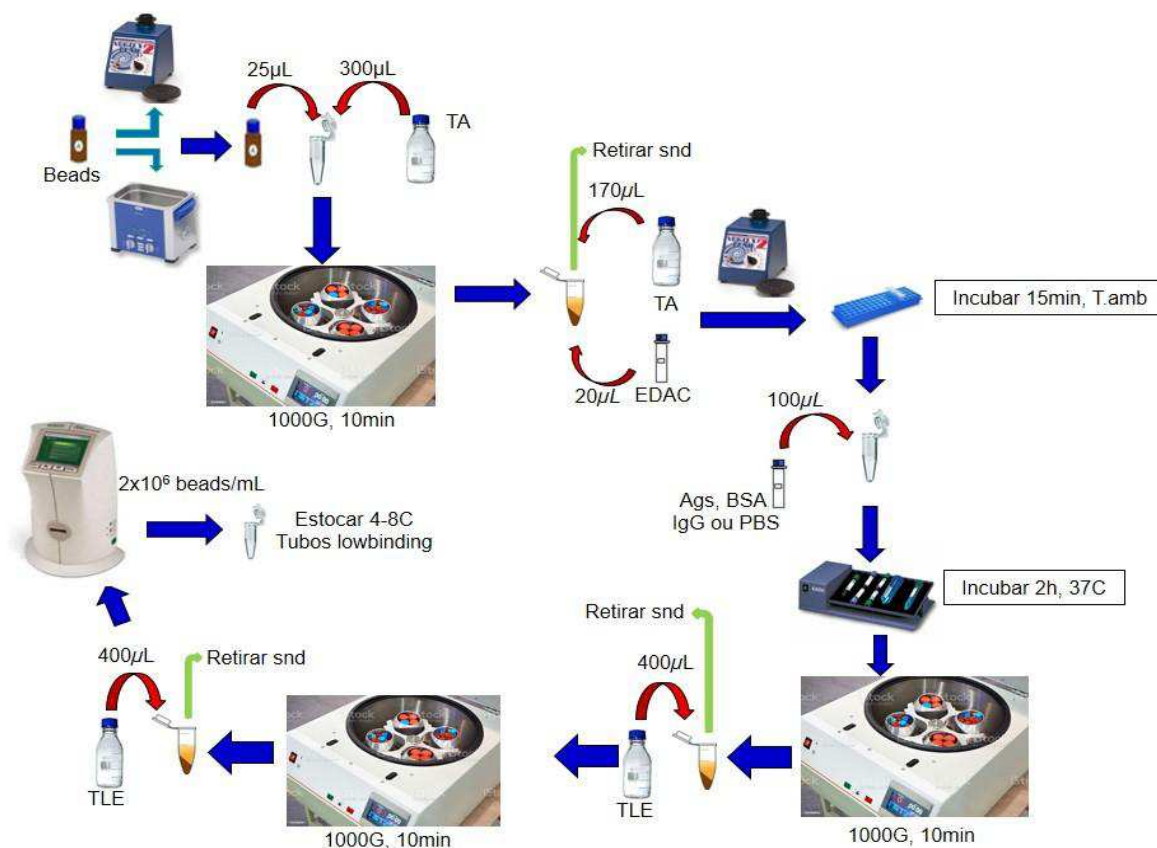 25µL
300µL
TA
Beads
Retirar snd
170µL
TA
20µL
EDAC
Incubar 15min, T.amb
1000G, 10min
100µL
Ags, BSA
IgG ou PBS
2x10⁶ beads/mL
Estocar 4-8C
Tubos lowbinding
Incubar 2h, 37C
Retirar snd
400µL
TLE
1000G, 10min
Retirar snd
400µL
TLE
1000G, 10min